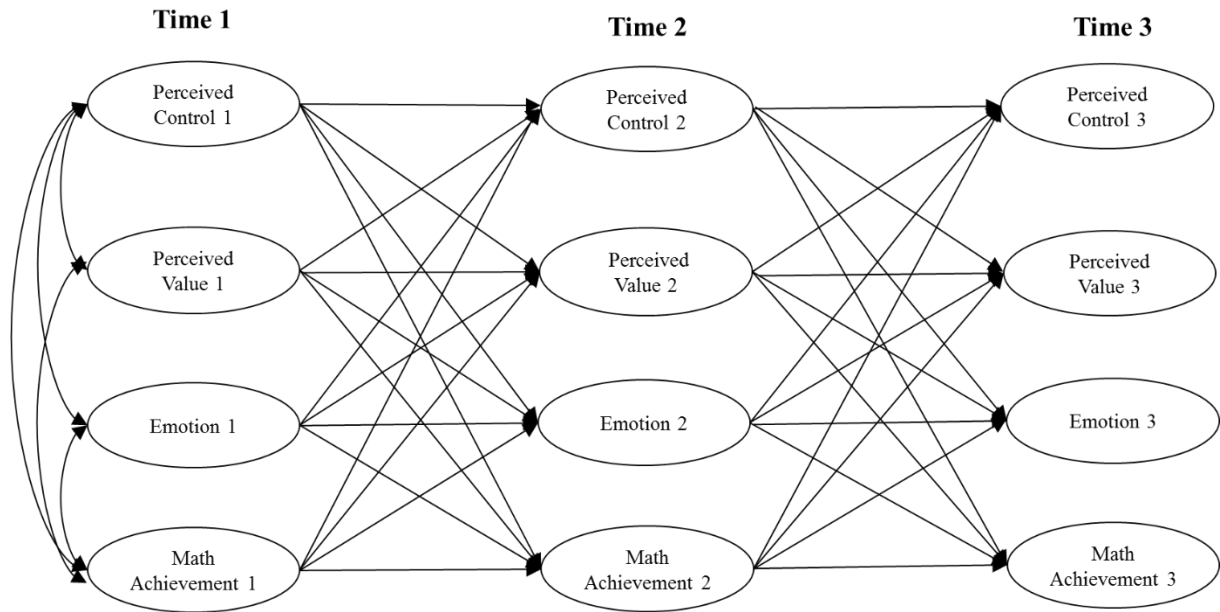 Time 1
Time 2
Time 3
Perceived
Control 1
Perceived
Control 2
Perceived
Control 3
Perceived
Value 1
Perceived
Value 2
Perceived
Value 3
Emotion 1
Emotion 2
Emotion 3
Math
Achievement 1
Math
Achievement 2
Math
Achievement 3